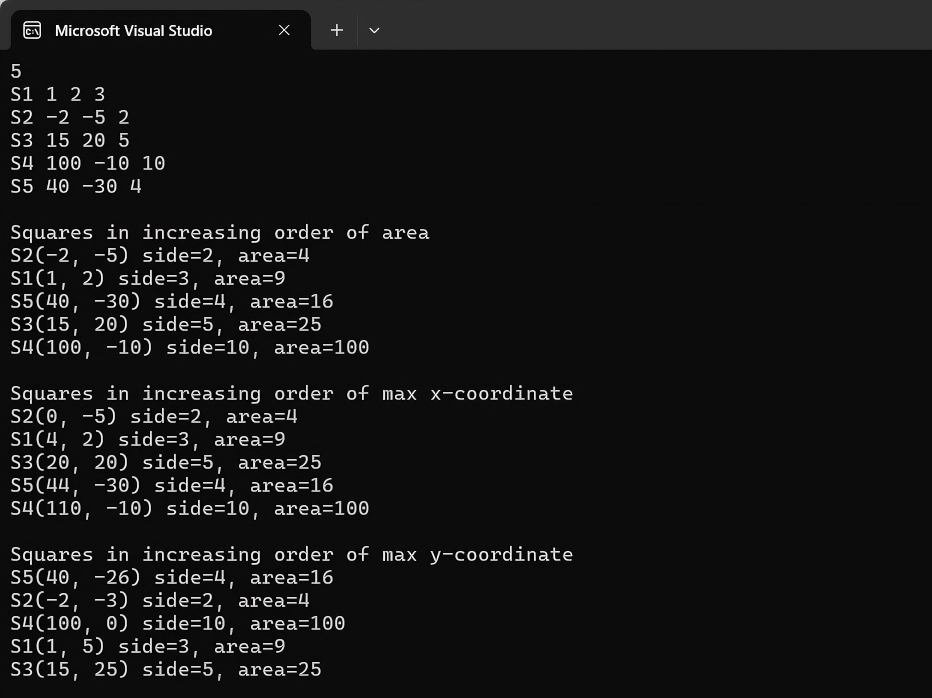 Microsoft Visual Studio
5
S1 1 2 3
S2 -2 -5 2
S3 15 20 5
S4 100 -10 10
S5 40 -30 4
Squares in increasing order of area
S2(-2, -5) side=2, area=4
S1(1, 2) side=3, area=9
S5(40, -30) side=4, area=16
S3(15, 20) side=5, area=25
S4(100, -10) side=10, area=100
Squares in increasing order of max x-coordinate
S2(0, -5) side=2, area=4
S1(4, 2) side=3, area=9
S3(20, 20) side=5, area=25
S5(44, -30) side=4, area=16
S4(110, -10) side=10, area=100
Squares in increasing order of max y-coordinate
S5(40, -26) side=4, area=16
S2(-2, -3) side=2, area=4
S4(100, 0) side=10, area=100
S1(1, 5) side=3, area=9
S3(15, 25) side=5, area=25